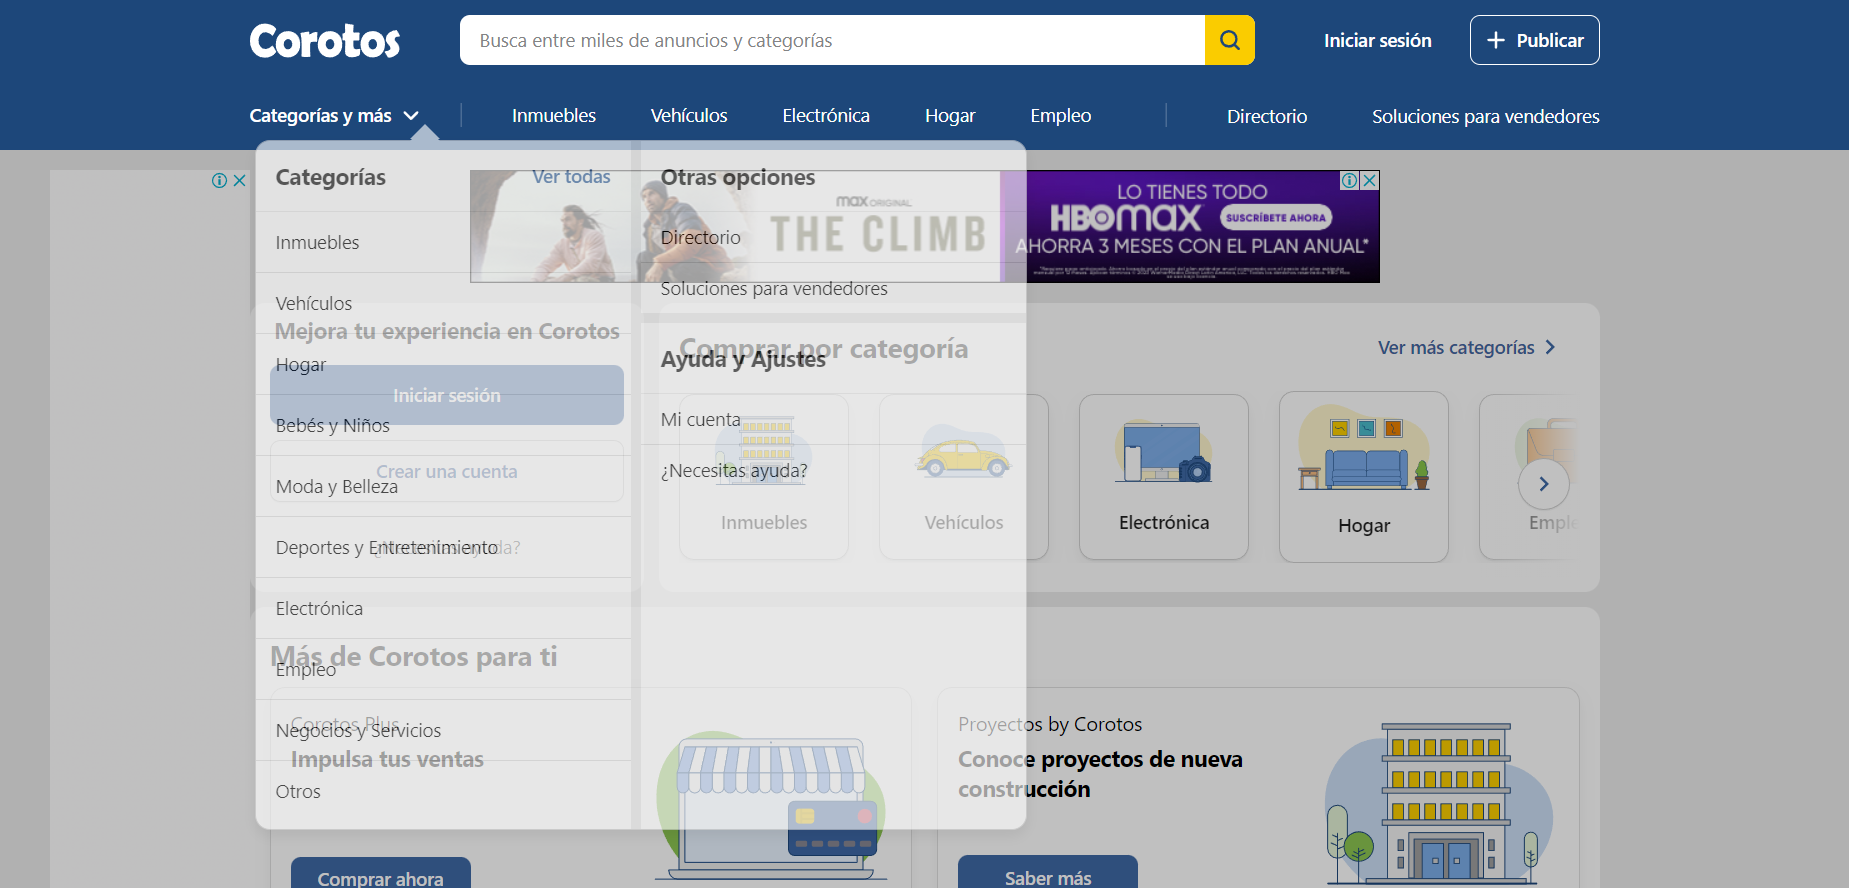 Corotos
Busca entre miles de anuncios y categorías
Iniciar sesión
Publicar
Categorías y más
Inmuebles
Vehículos
Electrónica
Hogar
Empleo
Directorio
Soluciones para vendedores
Categorías
Ver todas
Inmuebles
Vehículos
Hogar
Bebés y Niños
Moda y Belleza
Deportes y Entretenimiento
Electrónica
Empleo
Negocios y Servicios
Otros
Otras opciones
Directorio
Soluciones para vendedores
Ayuda y Ajustes
Mi cuenta
¿Necesitas ayuda?
max ORIGINAL
THE CLIMB
LO TIENES TODO
HBOmax
SUSCRÍBETE AHORA
AHORRA 3 MESES CON EL PLAN ANUAL*
Mejora tu experiencia en Corotos
Iniciar sesión
Crear una cuenta
¿Necesitas ayuda?
Comprar por categoría
Ver más categorías
Inmuebles
Vehículos
Electrónica
Hogar
Emple
Más de Corotos para ti
Corotos Plus
Impulsa tus ventas
Comprar ahora
Proyectos by Corotos
Conoce proyectos de nueva
construcción
Saber más